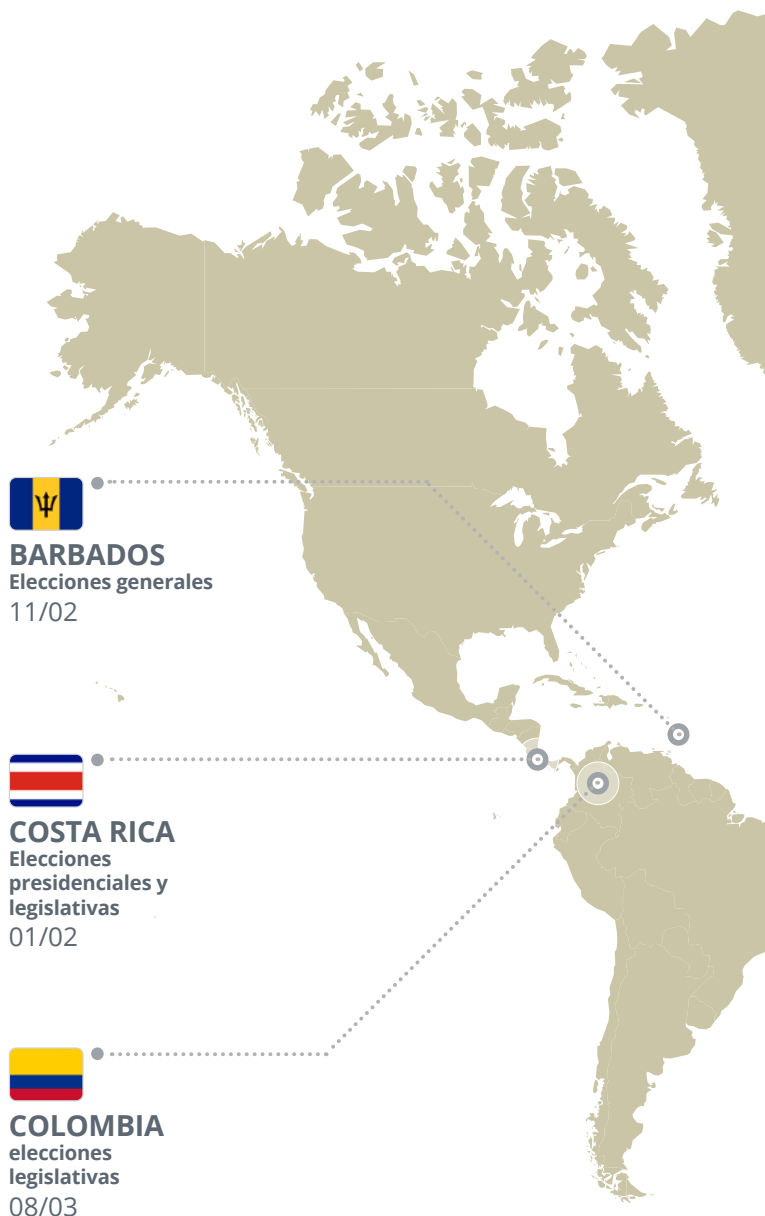 BARBADOS
Elecciones generales
11/02
COSTA RICA
Elecciones
presidenciales y
legislativas
01/02
COLOMBIA
elecciones
legislativas
08/03